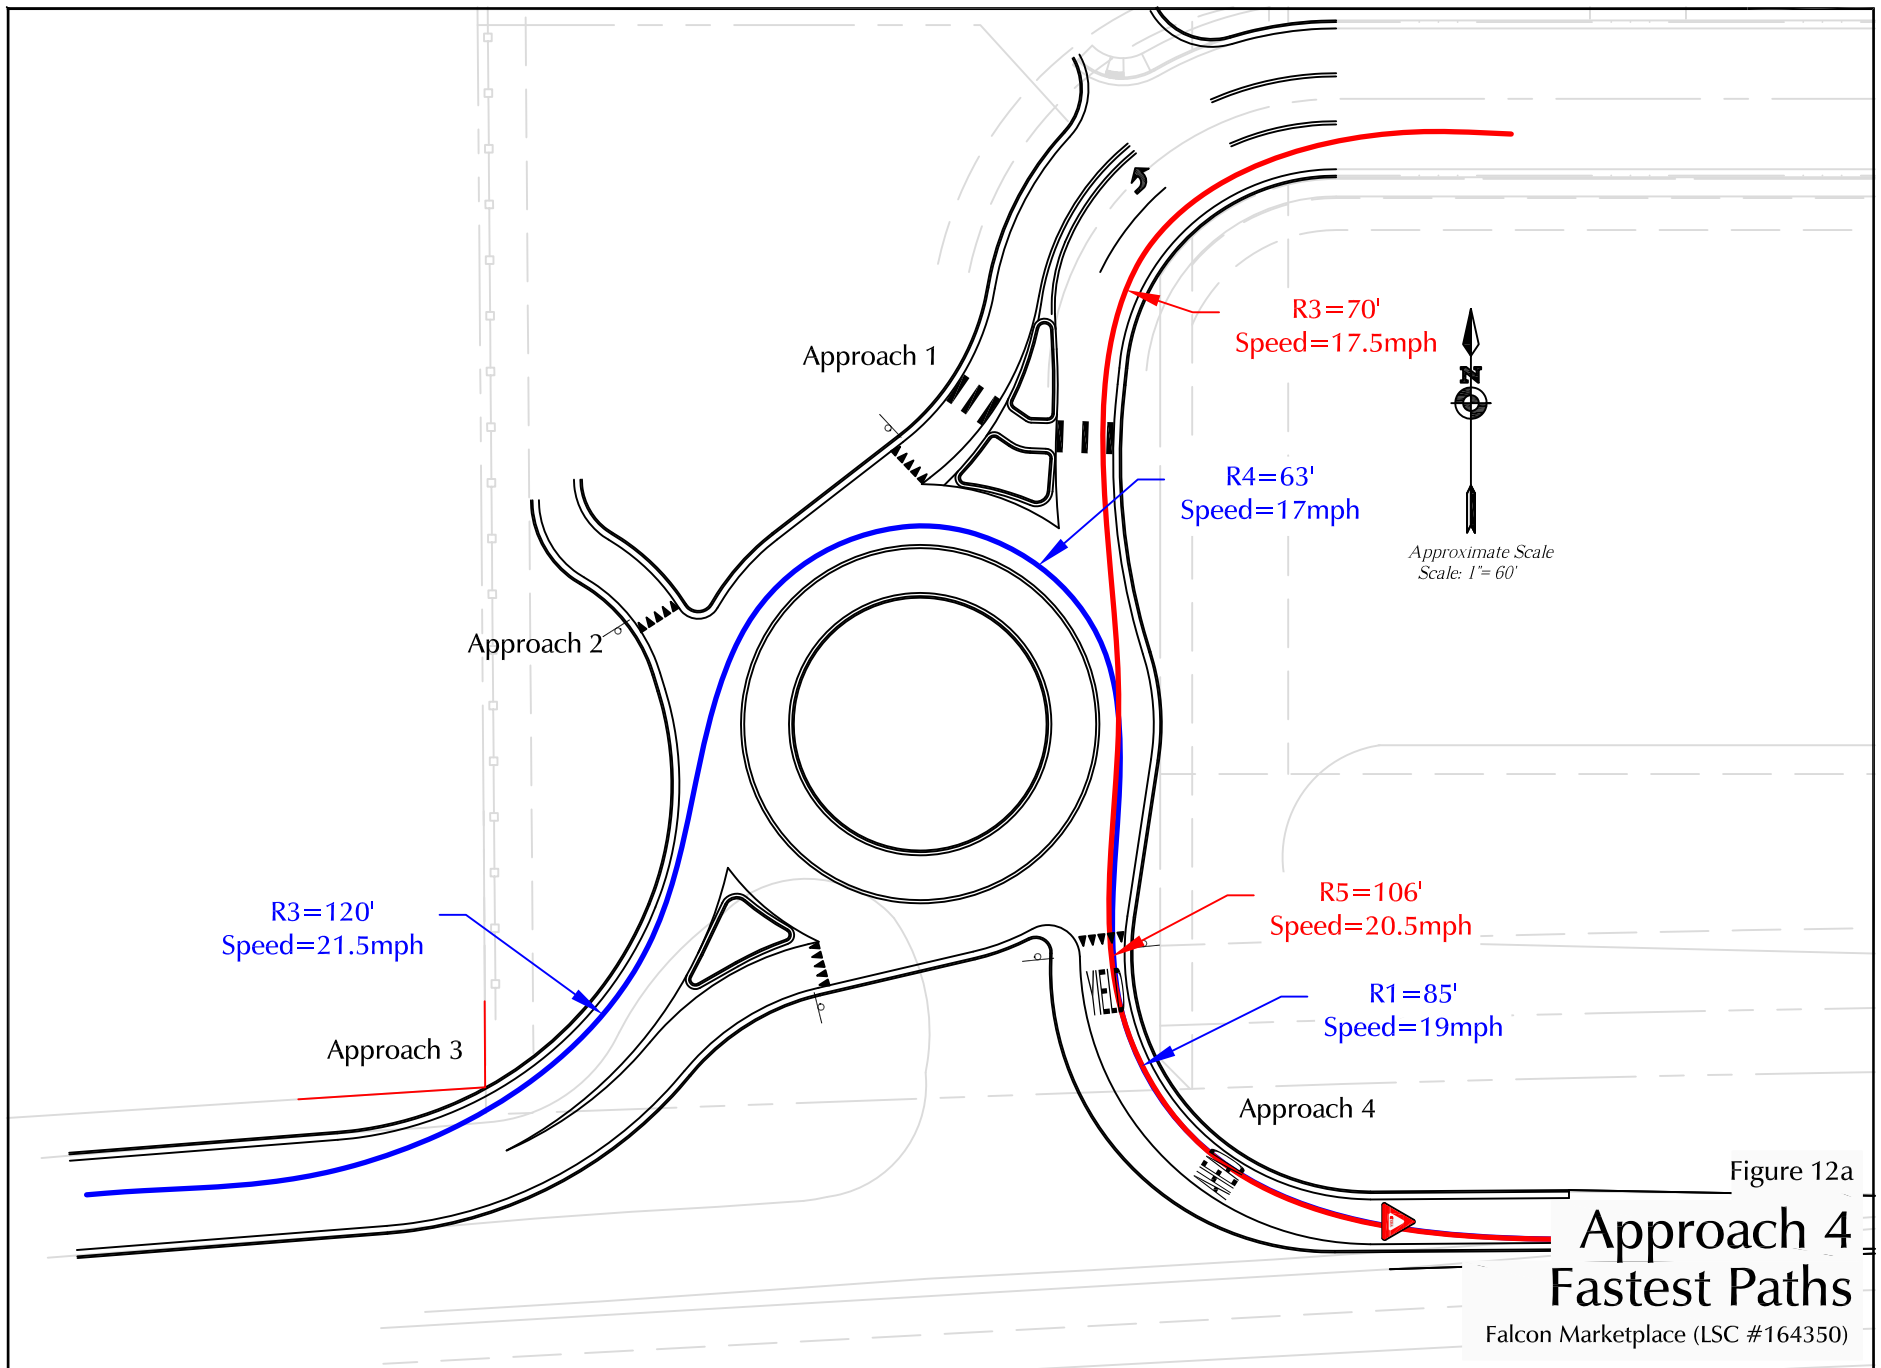 R3=70'
Speed=17.5mph
Approach 1
N
R4=63'
Speed=17mph
Approximate Scale
Scale: 1"= 60'
Approach 2
R5=106'
Speed=20.5mph
R3=120'
Speed=21.5mph
YIELD
R1=85'
Speed=19mph
Approach 3
Approach 4
Figure 12a
Approach 4
Fastest Paths
Falcon Marketplace (LSC #164350)